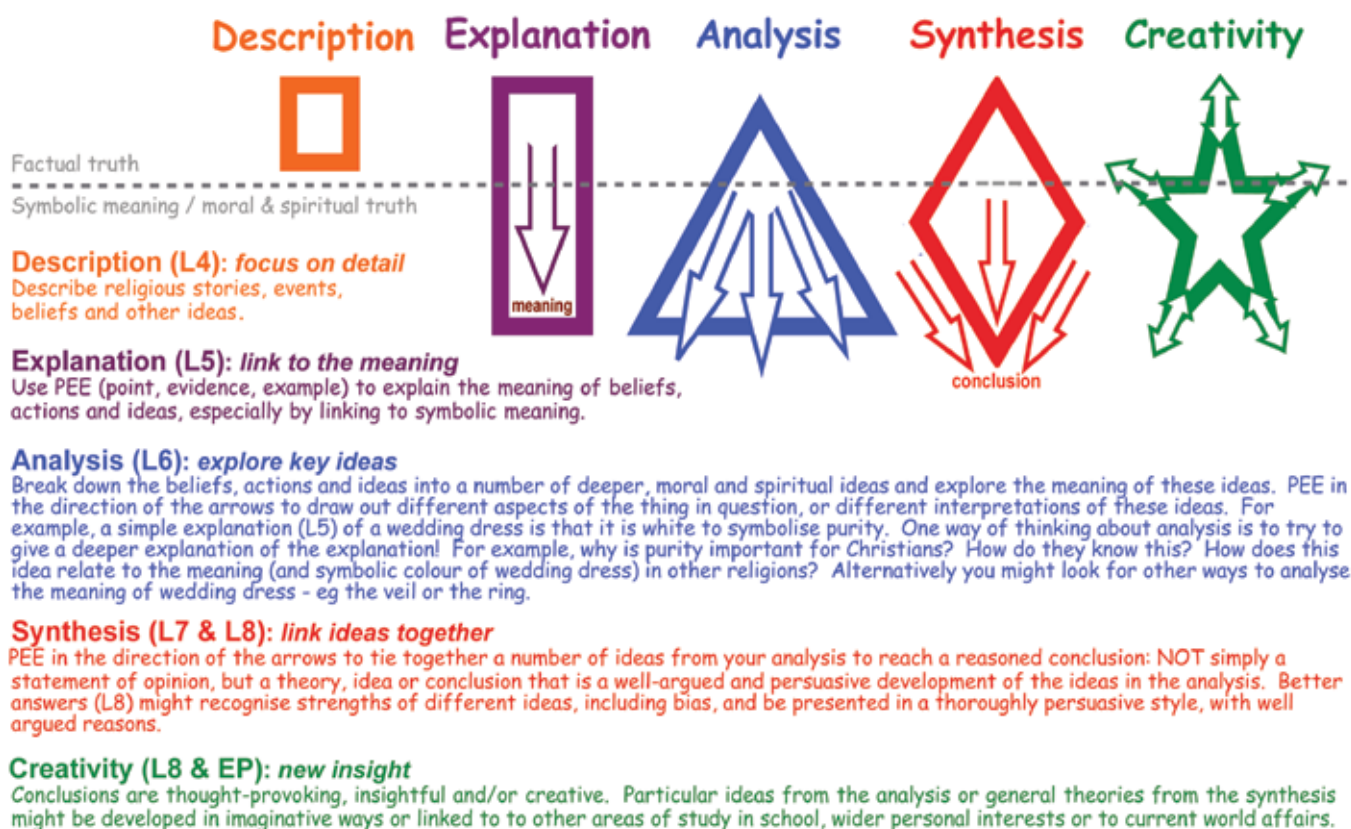 Description Explanation Analysis Synthesis Creativity
Factual truth
Symbolic meaning / moral & spiritual truth
meaning
conclusion
Description (L4): focus on detail
Describe religious stories, events,
beliefs and other ideas.
Explanation (L5): link to the meaning
Use PEE (point, evidence, example) to explain the meaning of beliefs,
actions and ideas, especially by linking to symbolic meaning.
Analysis (L6): explore key ideas
Break down the beliefs, actions and ideas into a number of deeper, moral and spiritual ideas and explore the meaning of these ideas. PEE in
the direction of the arrows to draw out different aspects of the thing in question, or different interpretations of these ideas. For
example, a simple explanation (L5) of a wedding dress is that it is white to symbolise purity. One way of thinking about analysis is to try to
give a deeper explanation of the explanation! For example, why is purity important for Christians? How do they know this? How does this
idea relate to the meaning (and symbolic colour of wedding dress) in other religions? Alternatively you might look for other ways to analyse
the meaning of wedding dress - eg the veil or the ring.
Synthesis (L7 & L8): link ideas together
PEE in the direction of the arrows to tie together a number of ideas from your analysis to reach a reasoned conclusion: NOT simply a
statement of opinion, but a theory, idea or conclusion that is a well-argued and persuasive development of the ideas in the analysis. Better
answers (L8) might recognise strengths of different ideas, including bias, and be presented in a thoroughly persuasive style, with well
argued reasons.
Creativity (L8 & EP): new insight
Conclusions are thought-provoking, insightful and/or creative. Particular ideas from the analysis or general theories from the synthesis
might be developed in imaginative ways or linked to to other areas of study in school, wider personal interests or to current world affairs.